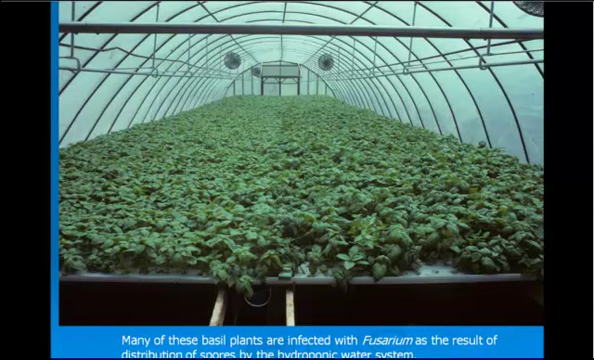 Many of these basil plants are infected with Fusarium as the result of
distribution of spores by the hydroponic water system.